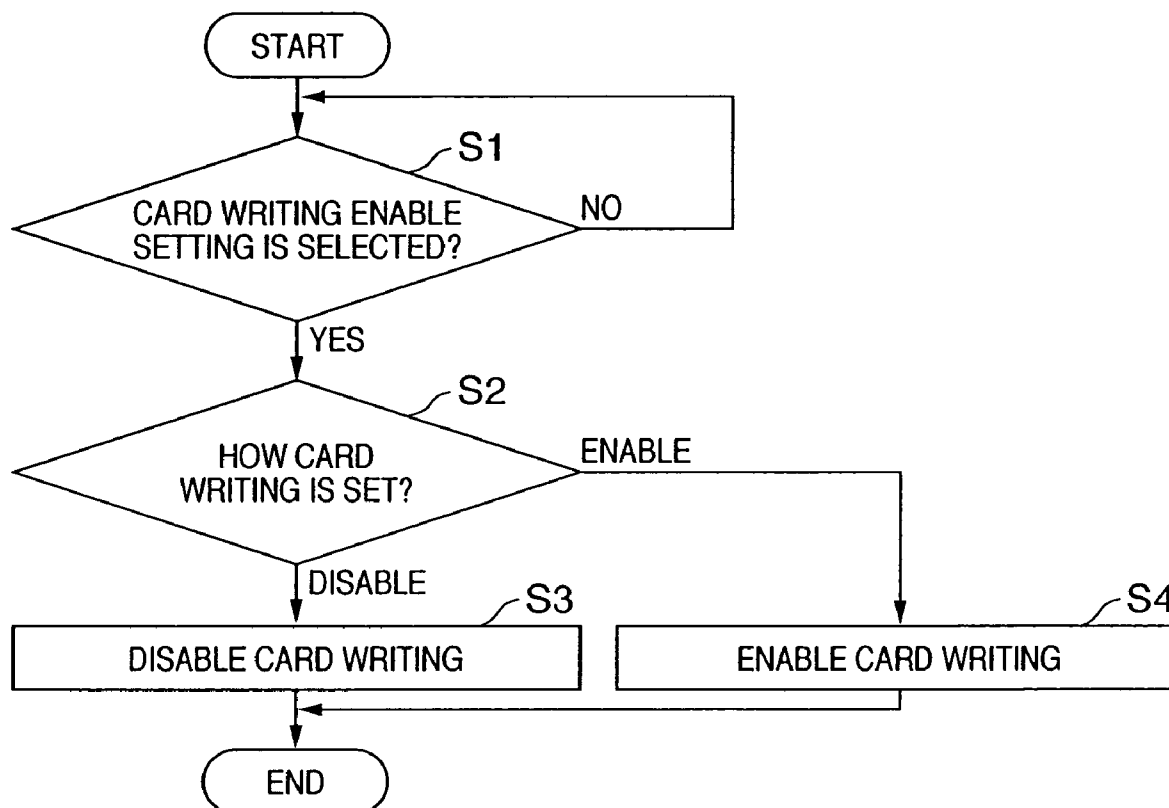 START
S1
CARD WRITING ENABLE
SETTING IS SELECTED?
NO
YES
S2
HOW CARD
WRITING IS SET?
ENABLE
DISABLE
S3
DISABLE CARD WRITING
S4
ENABLE CARD WRITING
END